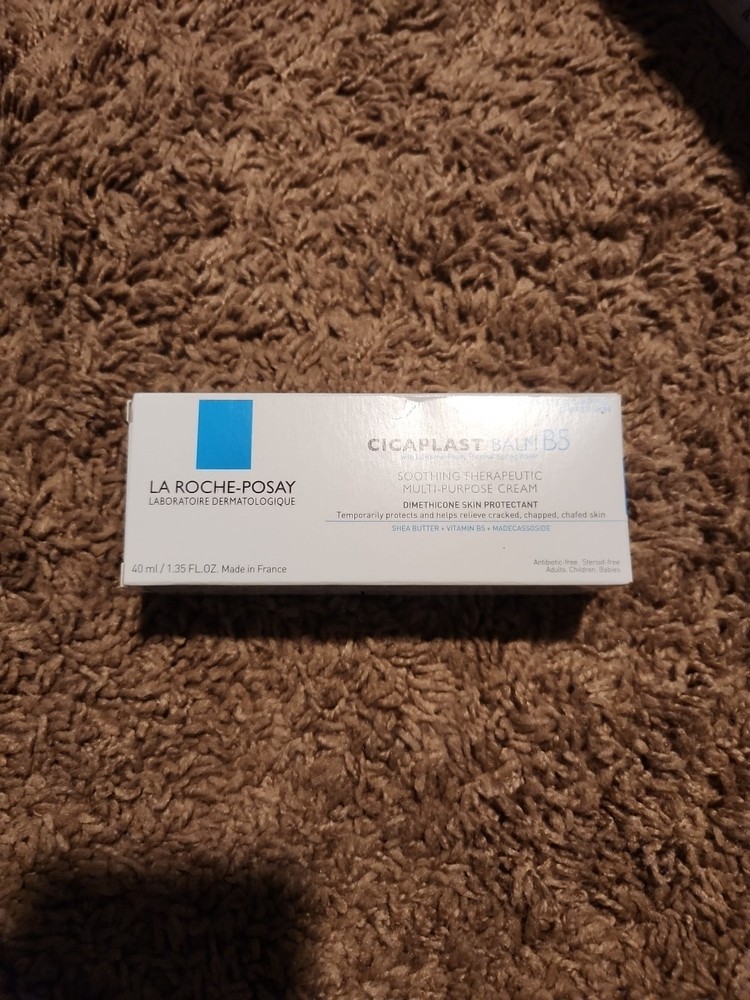 LA ROCHE-POSAY
LABORATOIRE DERMATOLOGIQUE
40 ml / 1.35 FL.OZ. Made in France
CICAPLAST BALM B5
SOOTHING THERAPEUTIC
MULTI-PURPOSE CREAM
DIMETHICONE SKIN PROTECTANT
Temporarily protects and helps relieve cracked, chapped, chafed skin
SHEA BUTTER + VITAMIN B5 + MADECASSOSIDE
Antibiotic-free, Steroid-free
Adults, Children, Babies